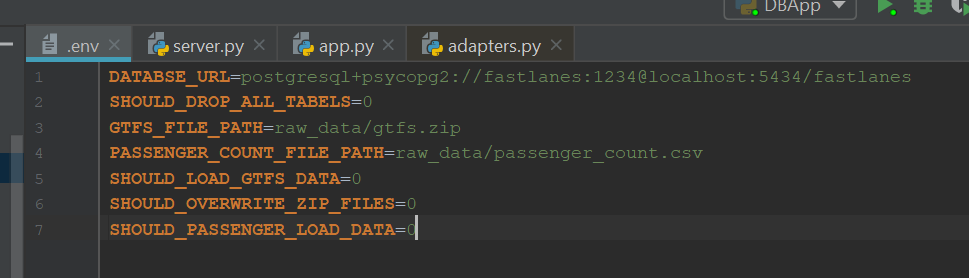 DBApp
.env
server.py
app.py
adapters.py
1 DATABSE_URL=postgresql+psycopg2://fastlanes:1234@localhost:5434/fastlanes
2 SHOULD_DROP_ALL_TABELS=0
3 GTFS_FILE_PATH=raw_data/gtfs.zip
4 PASSENGER_COUNT_FILE_PATH=raw_data/passenger_count.csv
5 SHOULD_LOAD_GTFS_DATA=0
6 SHOULD_OVERWRITE_ZIP_FILES=0
7 SHOULD_PASSENGER_LOAD_DATA=0